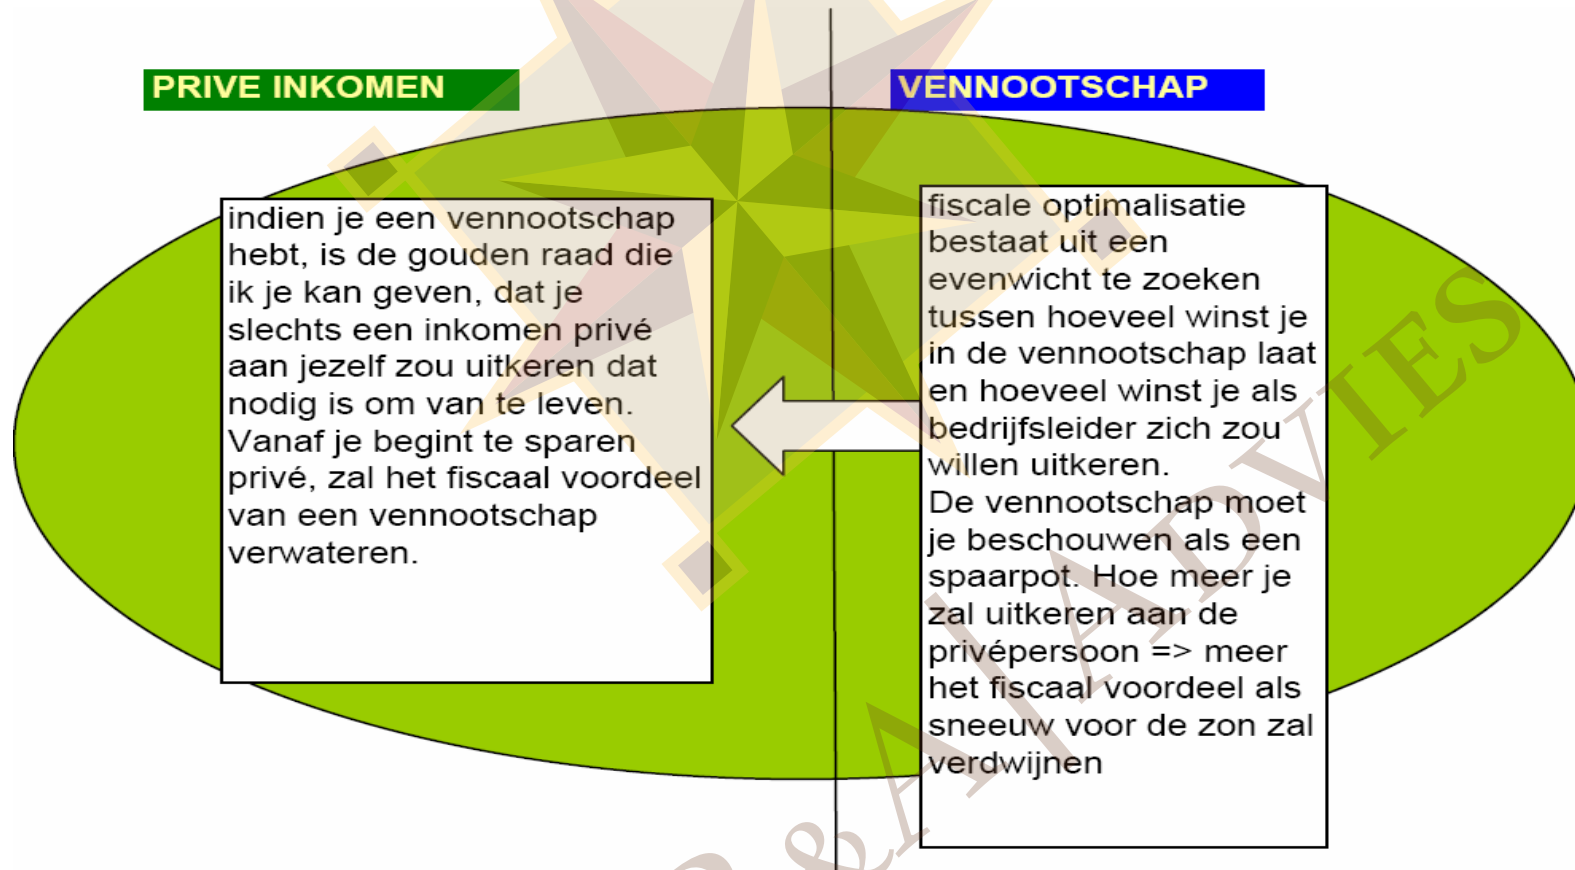 PRIVE INKOMEN
VENNOOTSCHAP
indien je een vennootschap
hebt, is de gouden raad die
ik je kan geven, dat je
slechts een inkomen privé
aan jezelf zou uitkeren dat
nodig is om van te leven.
Vanaf je begint te sparen
privé, zal het fiscaal voordeel
van een vennootschap
verwateren.
fiscale optimalisatie
bestaat uit een
evenwicht te zoeken
tussen hoeveel winst je
in de vennootschap laat
en hoeveel winst je als
bedrijfsleider zich zou
willen uitkeren.
De vennootschap moet
je beschouwen als een
spaarpot. Hoe meer je
zal uitkeren aan de
privépersoon => meer
het fiscaal voordeel als
sneeuw voor de zon zal
verdwijnen
&A | ADVIES